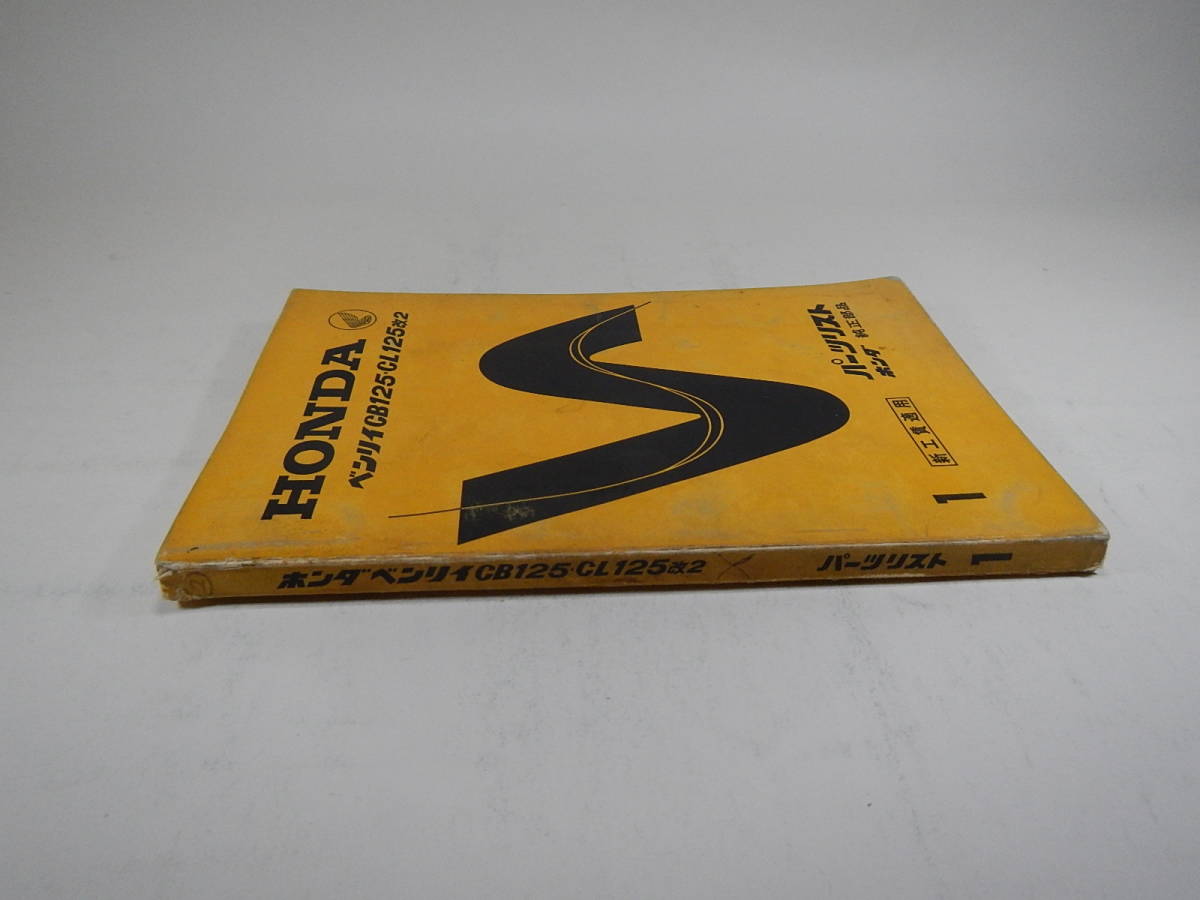 HONDA
ベンリイCB125・CL125改2
パーツリスト
ホンダ 純正部品
新工賃適用
1
ホンダベンリイCB125・CL125改2 パーツリスト 1